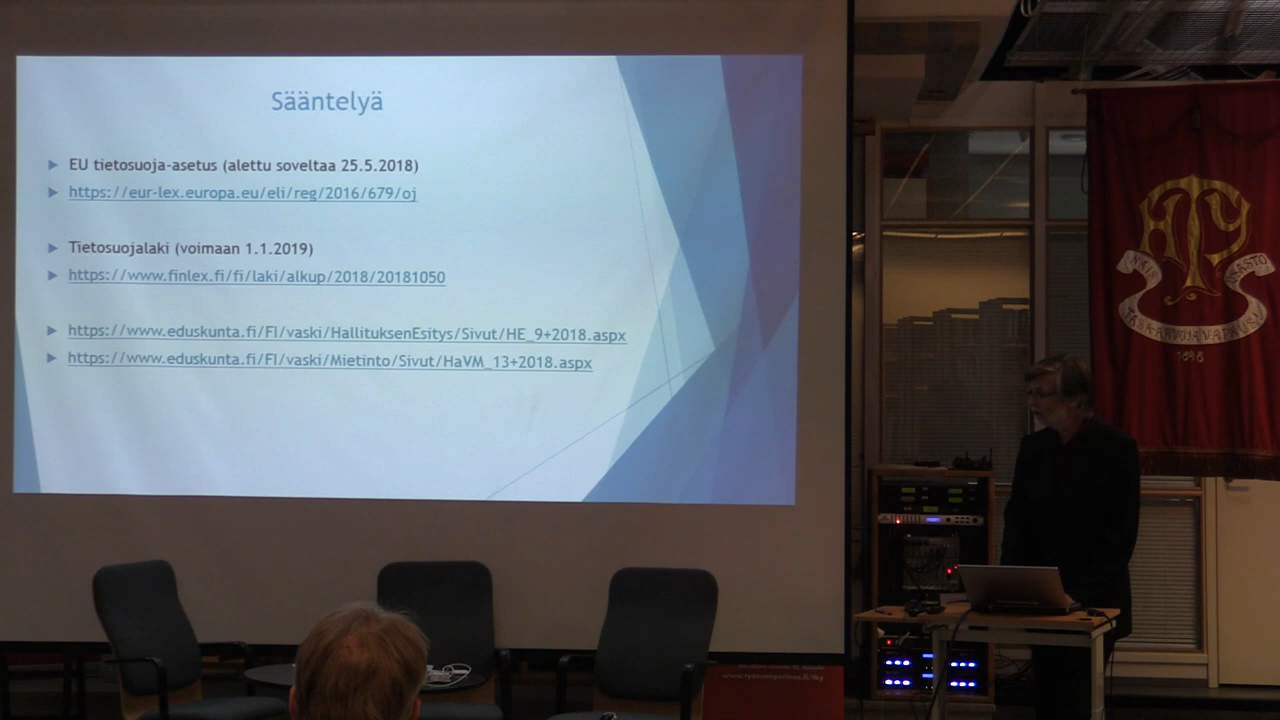 Sääntelyä
EU tietosuoja-asetus (alettu soveltaa 25.5.2018)
https://eur-lex.europa.eu/eli/reg/2016/679/oj
Tietosuojalaki (voimaan 1.1.2019)
https://www.finlex.fi/fi/laki/alkup/2018/20181050
https://www.eduskunta.fi/FI/vaski/HallituksenEsitys/Sivut/HE_9+2018.aspx
https://www.eduskunta.fi/FI/vaski/Mietinto/Sivut/HaVM_13+2018.aspx
HTY
1898